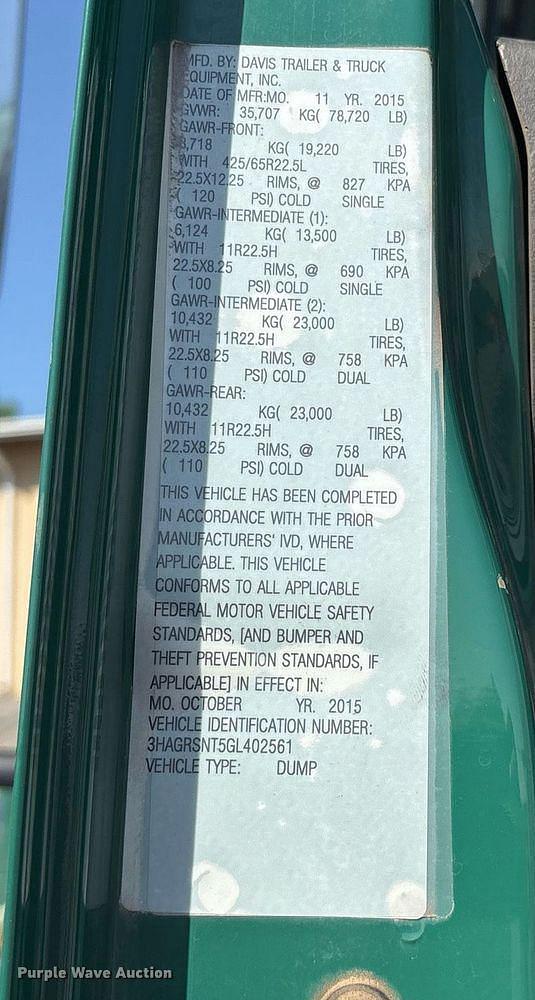 MFD. BY: DAVIS TRAILER & TRUCK
EQUIPMENT, INC.
DATE OF MFR:MO. 11 YR. 2015
GVWR: 35,707 KG( 78,720 LB)
GAWR-FRONT:
8,718 KG( 19,220 LB)
WITH 425/65R22.5L TIRES,
22.5X12.25 RIMS, @ 827 KPA
( 120 PSI) COLD SINGLE
GAWR-INTERMEDIATE (1):
6,124 KG( 13,500 LB)
WITH 11R22.5H TIRES,
22.5X8.25 RIMS, @ 690 KPA
( 100 PSI) COLD SINGLE
GAWR-INTERMEDIATE (2):
10,432 KG( 23,000 LB)
WITH 11R22.5H TIRES,
22.5X8.25 RIMS, @ 758 KPA
( 110 PSI) COLD DUAL
GAWR-REAR:
10,432 KG( 23,000 LB)
WITH 11R22.5H TIRES,
22.5X8.25 RIMS, @ 758 KPA
( 110 PSI) COLD DUAL
THIS VEHICLE HAS BEEN COMPLETED
IN ACCORDANCE WITH THE PRIOR
MANUFACTURERS' IVD, WHERE
APPLICABLE. THIS VEHICLE
CONFORMS TO ALL APPLICABLE
FEDERAL MOTOR VEHICLE SAFETY
STANDARDS, [AND BUMPER AND
THEFT PREVENTION STANDARDS, IF
APPLICABLE] IN EFFECT IN:
MO. OCTOBER YR. 2015
VEHICLE IDENTIFICATION NUMBER:
3HAGRSNT5GL402561
VEHICLE TYPE: DUMP
Purple Wave Auction